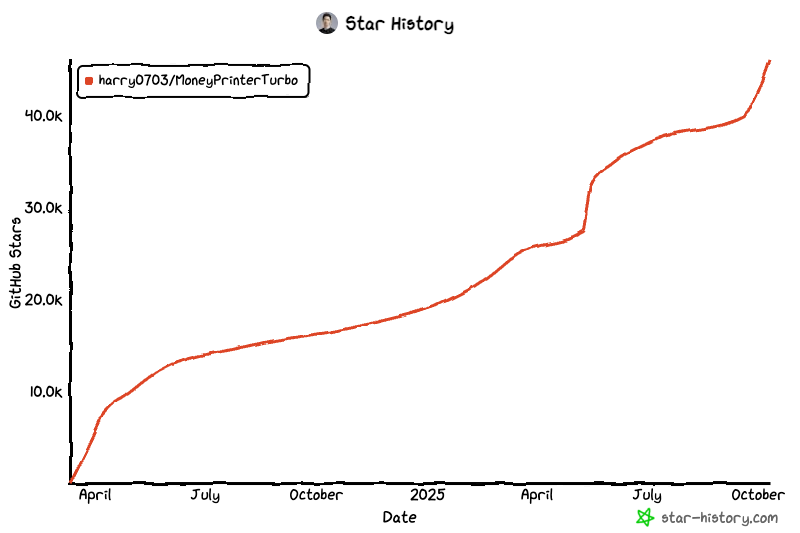 Star History
harry0703/MoneyPrinterTurbo
40.0k
30.0k
20.0k
10.0k
GitHub Stars
April July October 2025 April July October
Date
star-history.com